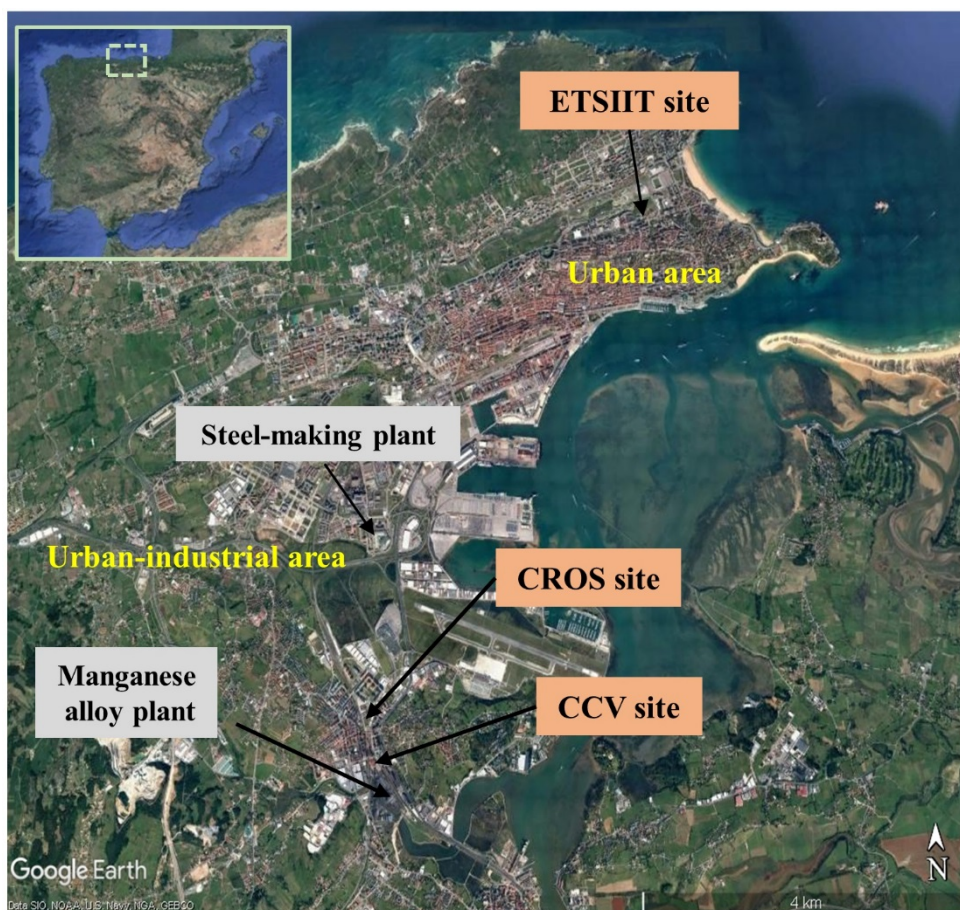 ETSIIT site
Urban area
Steel-making plant
Urban-industrial area
CROS site
Manganese
alloy plant
CCV site
N
Google Earth
Data SIO, NOAA, U.S. Navy, NGA, GEBCO
4 km